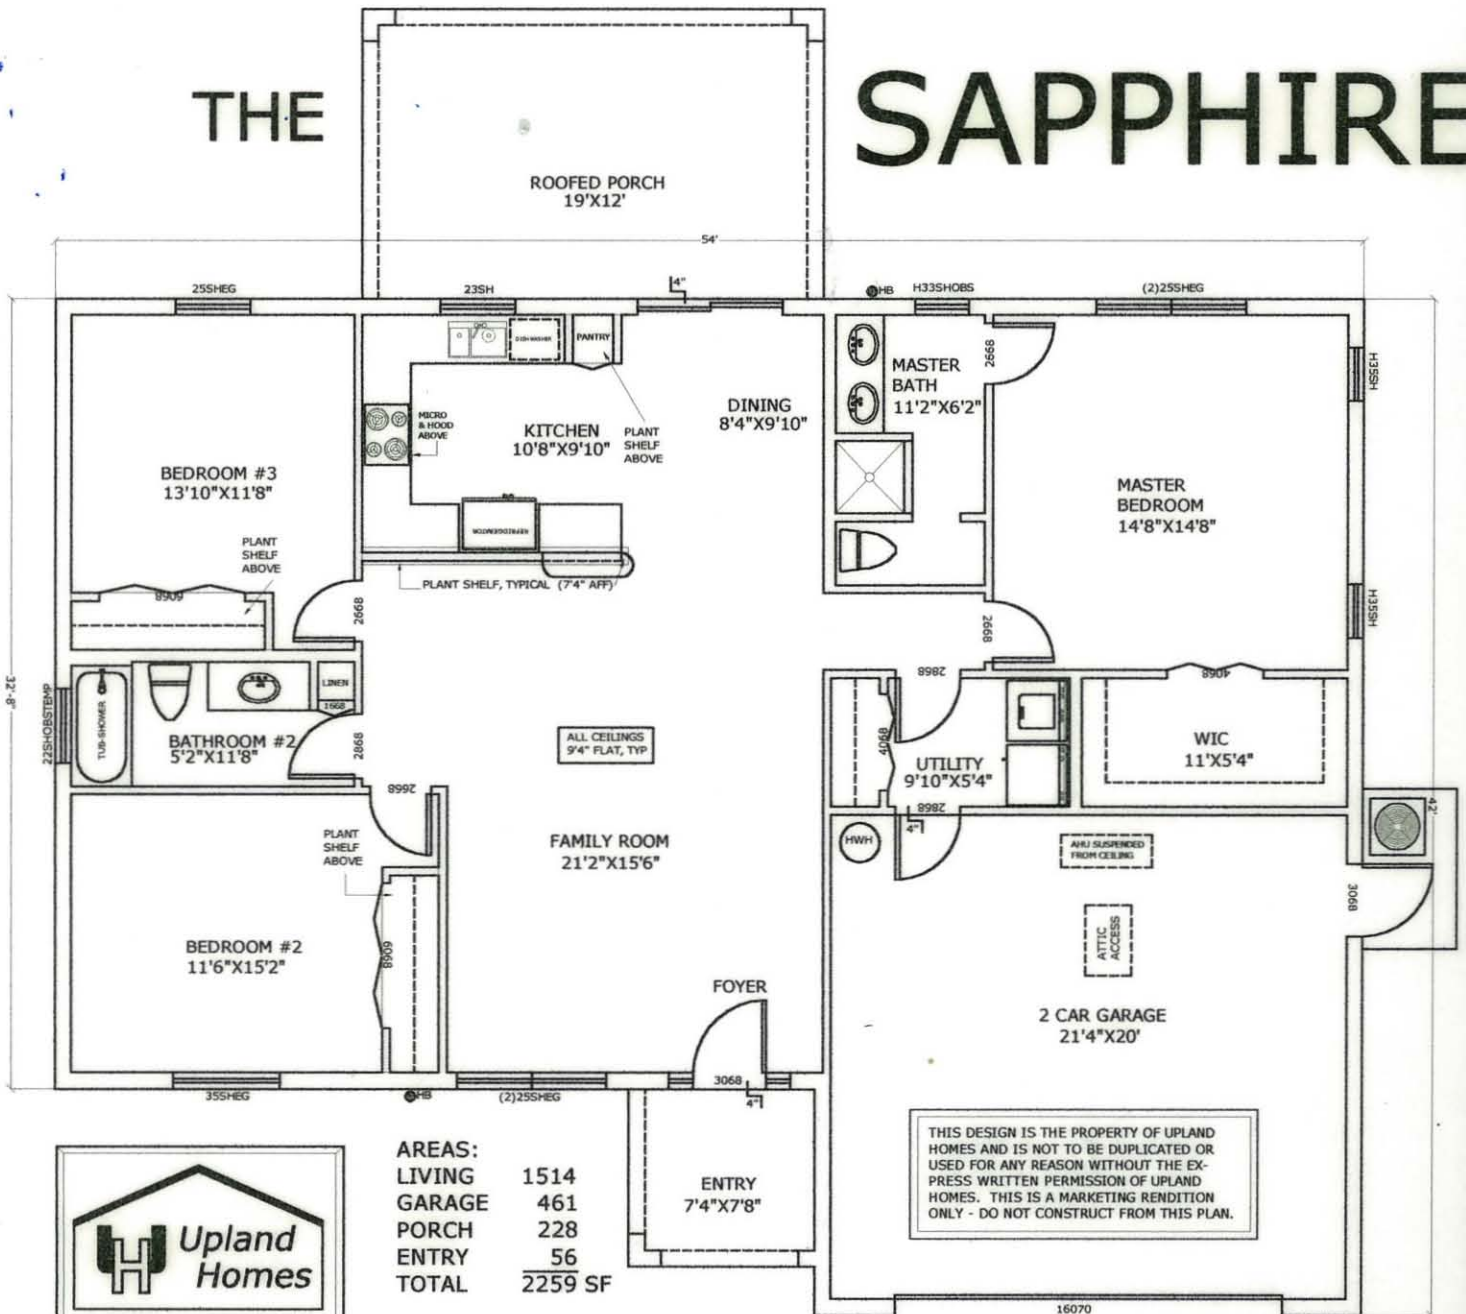 THE
SAPPHIRE
ROOFED PORCH
19'X12'
54'
25SHEG
23SH
4"
HB
H33SHOBS
(2)25SHEG
DISHWASHER
PANTRY
MICRO
& HOOD
ABOVE
KITCHEN
10'8"X9'10"
PLANT
SHELF
ABOVE
DINING
8'4"X9'10"
MASTER
BATH
11'2"X6'2"
2668
H35SH
BEDROOM #3
13'10"X11'8"
MASTER
BEDROOM
14'8"X14'8"
REFRIDGERATOR
PLANT
SHELF
ABOVE
PLANT SHELF, TYPICAL (7'4" AFF)
6068
2668
2668
H35SH
32'-8"
22SHOBSTEMP
TUB-SHOWER
LINEN
1668
BATHROOM #2
5'2"X11'8"
2868
2668
ALL CEILINGS
9'4" FLAT, TYP
2868
4068
UTILITY
9'10"X5'4"
2868
4"
4068
WIC
11'X5'4"
42'
PLANT
SHELF
ABOVE
FAMILY ROOM
21'2"X15'6"
HWH
AHU SUSPENDED
FROM CEILING
3068
ATTIC
ACCESS
BEDROOM #2
11'6"X15'2"
6068
FOYER
2 CAR GARAGE
21'4"X20'
35SHEG
HB
(2)25SHEG
3068
4"
ENTRY
7'4"X7'8"
THIS DESIGN IS THE PROPERTY OF UPLAND
HOMES AND IS NOT TO BE DUPLICATED OR
USED FOR ANY REASON WITHOUT THE EX-
PRESS WRITTEN PERMISSION OF UPLAND
HOMES. THIS IS A MARKETING RENDITION
ONLY - DO NOT CONSTRUCT FROM THIS PLAN.
16070
AREAS:
LIVING 1514
GARAGE 461
PORCH 228
ENTRY 56
TOTAL 2259 SF
UH Upland
Homes